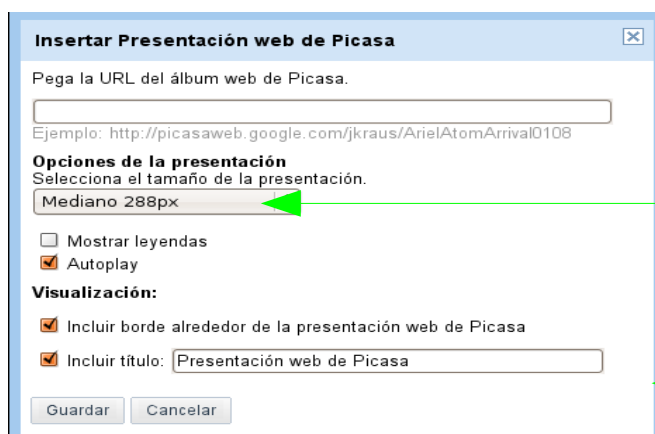 Insertar Presentación web de Picasa
Pega la URL del álbum web de Picasa.
Ejemplo: http://picasaweb.google.com/jkraus/ArielAtomArrival0108
Opciones de la presentación
Selecciona el tamaño de la presentación.
Mediano 288px
Mostrar leyendas
Autoplay
Visualización:
Incluir borde alrededor de la presentación web de Picasa
Incluir título: Presentación web de Picasa
Guardar Cancelar